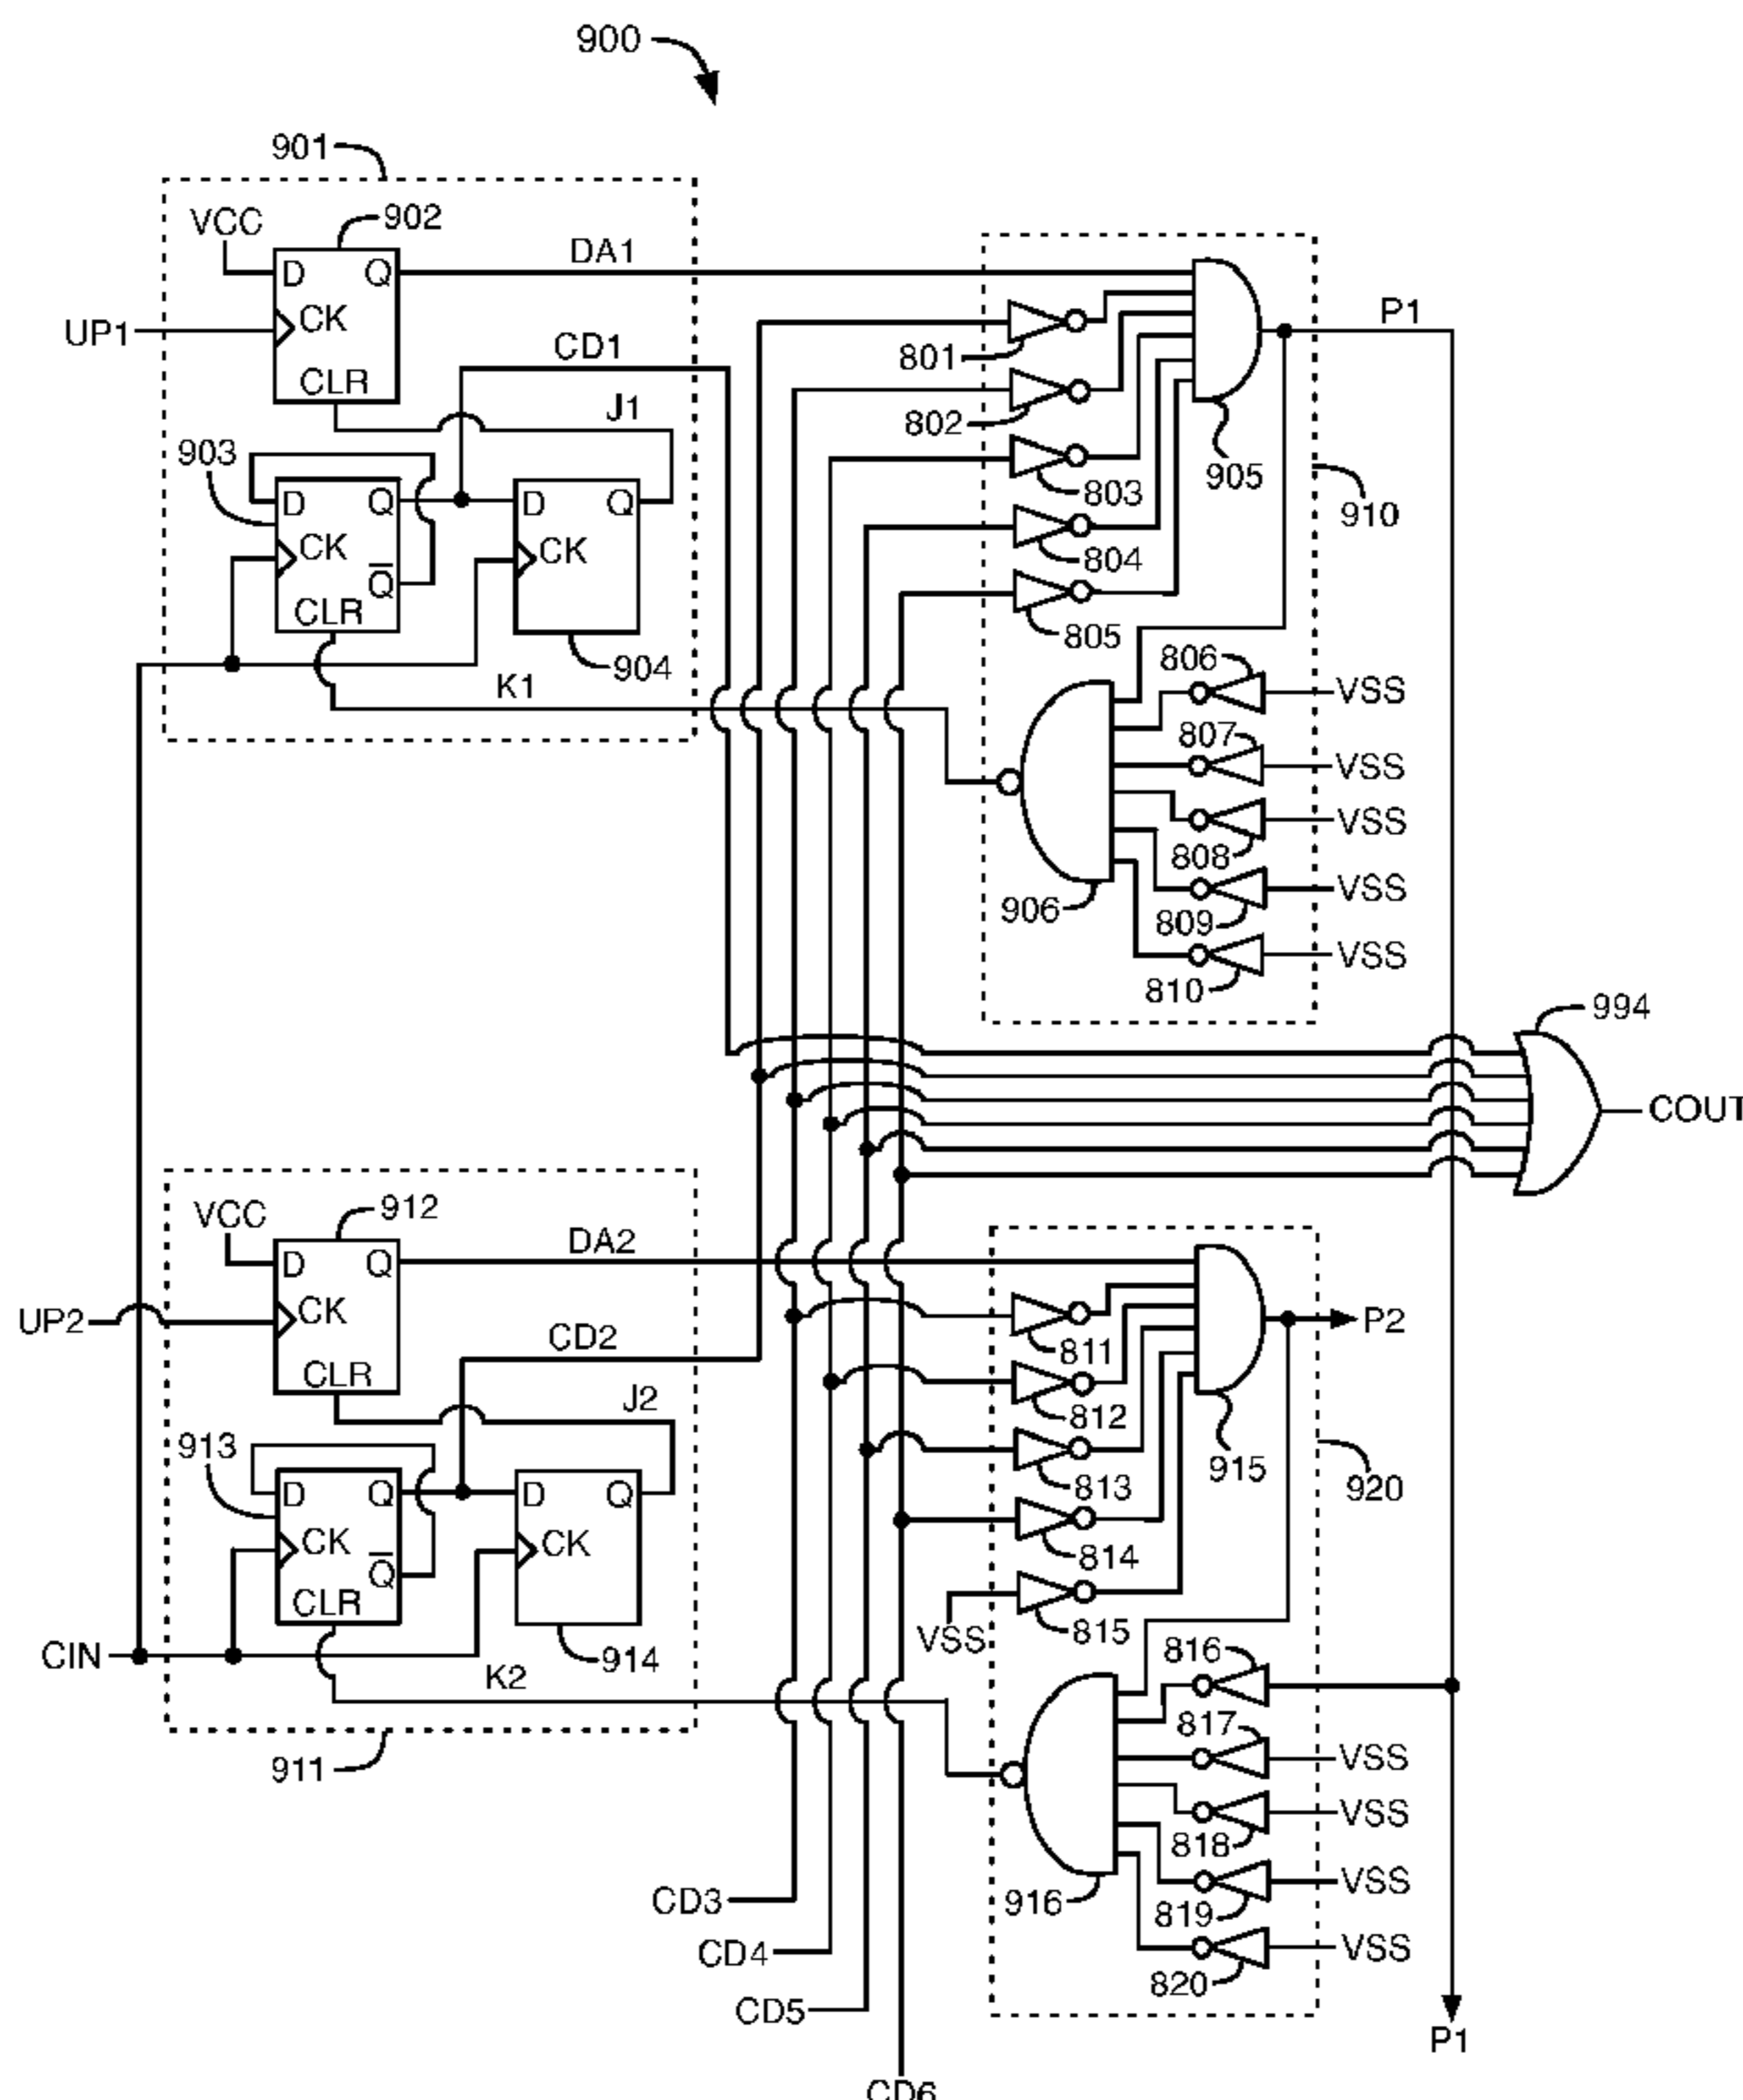 900
901
VCC
902
D Q
DA1
CK
UP1
CLR
CD1
J1
903
D Q
CK
Q
CLR
D Q
CK
904
K1
801
802
803
804
805
905
P1
910
806
VSS
807
VSS
808
VSS
809
VSS
810
VSS
906
994
COUT
VCC
912
D Q
DA2
CK
UP2
CLR
CD2
J2
913
D Q
CK
Q
CLR
D Q
CK
914
CIN
K2
911
811
812
813
814
815
VSS
915
P2
920
816
817
VSS
818
VSS
819
VSS
820
VSS
916
CD3
CD4
CD5
CD6
P1